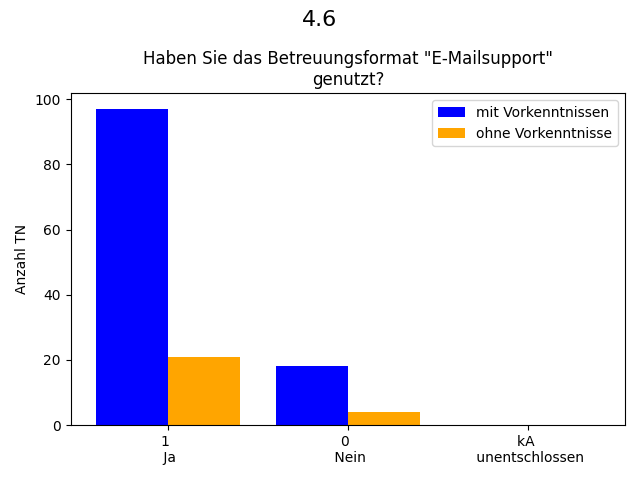 4.6
Haben Sie das Betreuungsformat "E-Mailsupport"
genutzt?
mit Vorkenntnissen
ohne Vorkenntnisse
Anzahl TN
100
80
60
40
20
0
1
Ja
0
Nein
kA
unentschlossen